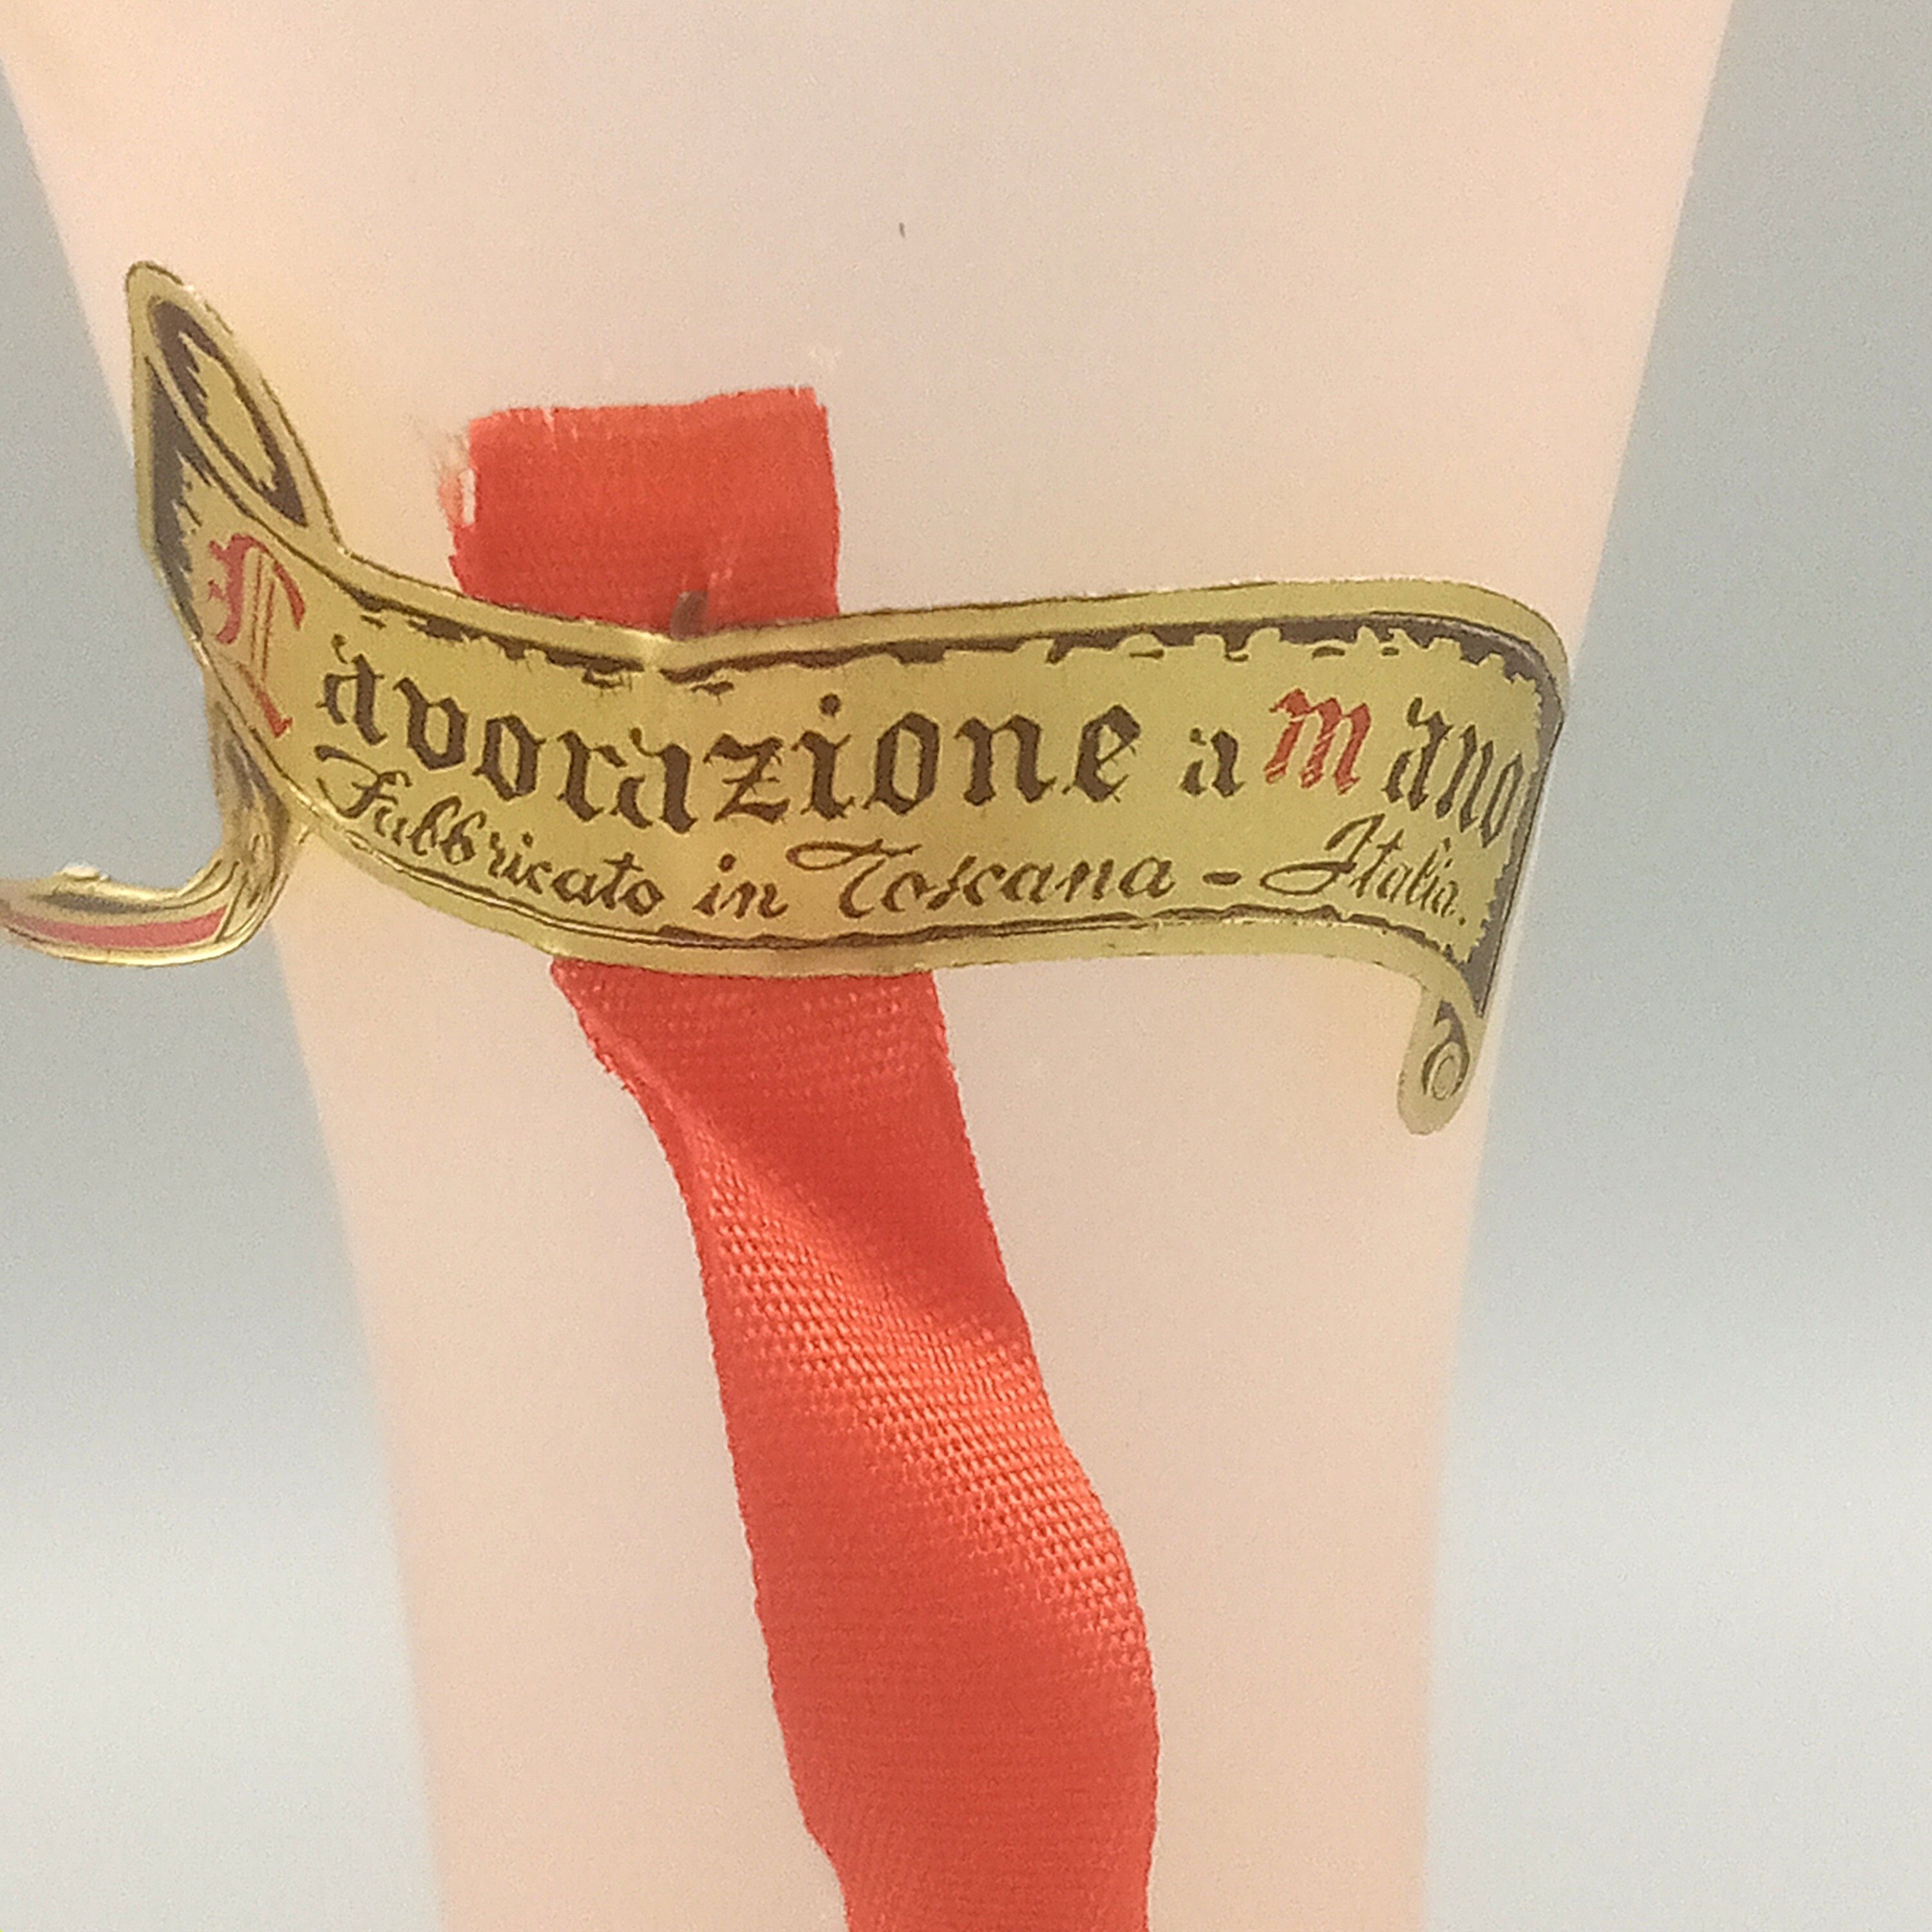 Lavorazione a Mano
Fabbricato in Toscana - Italia.